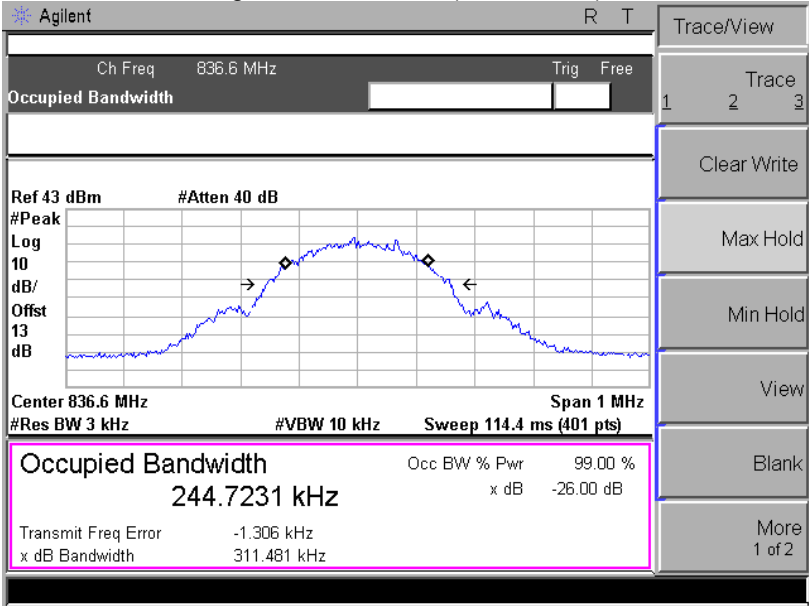 Agilent R T
Trace/View
Ch Freq 836.6 MHz Trig Free
Occupied Bandwidth
Trace
1 2 3
Clear Write
Ref 43 dBm #Atten 40 dB
#Peak
Log
10
dB/
Offst
13
dB
Max Hold
Min Hold
View
Center 836.6 MHz Span 1 MHz
#Res BW 3 kHz #VBW 10 kHz Sweep 114.4 ms (401 pts)
Occupied Bandwidth Occ BW % Pwr 99.00 %
244.7231 kHz x dB -26.00 dB
Transmit Freq Error -1.306 kHz
x dB Bandwidth 311.481 kHz
Blank
More
1 of 2